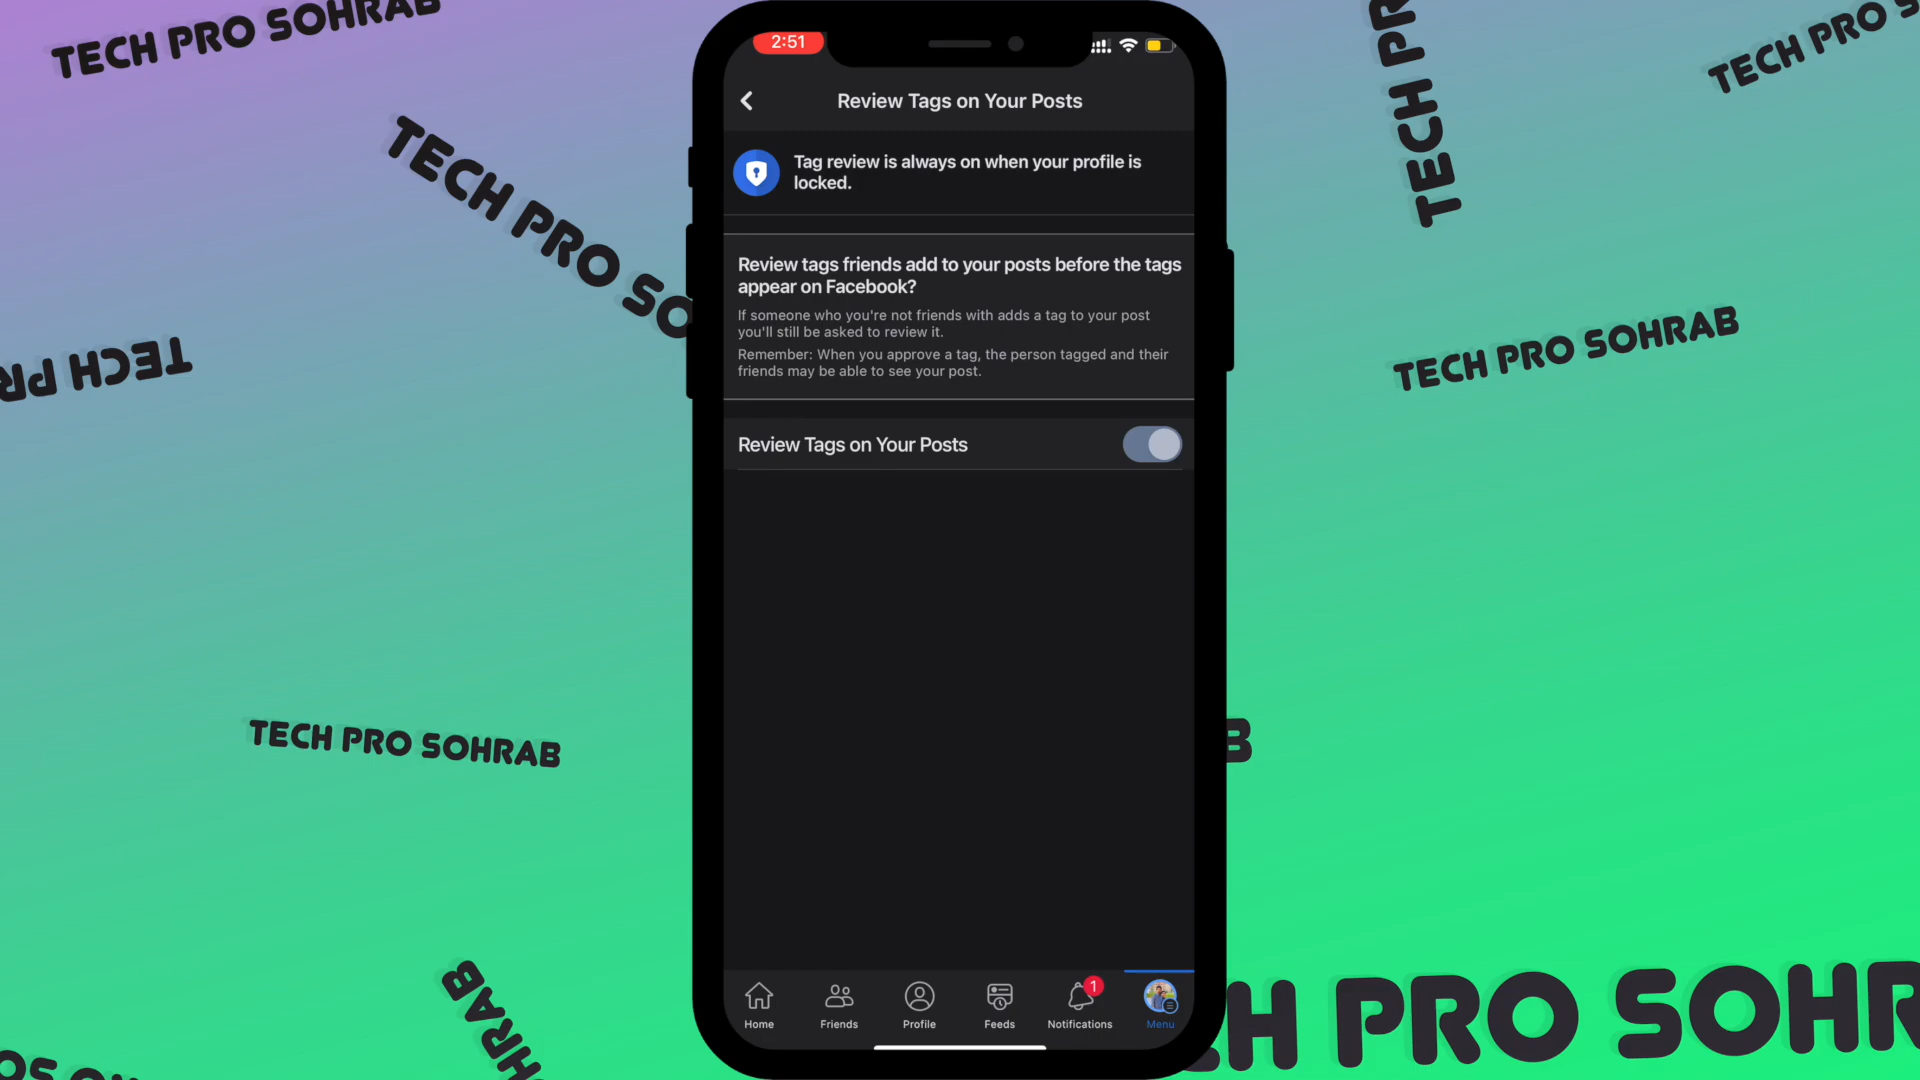 TECH PRO SOHRAB
TECH PR
TECH PRO S
TECH PRO SO
TECH PRO SOHRAB
TECH PR
TECH PRO SOHRAB
B
HRAB
H PRO SOHR
2:51
Review Tags on Your Posts
Tag review is always on when your profile is
locked.
Review tags friends add to your posts before the tags
appear on Facebook?
If someone who you're not friends with adds a tag to your post
you'll still be asked to review it.
Remember: When you approve a tag, the person tagged and their
friends may be able to see your post.
Review Tags on Your Posts
1
Home
Friends
Profile
Feeds
Notifications
Menu